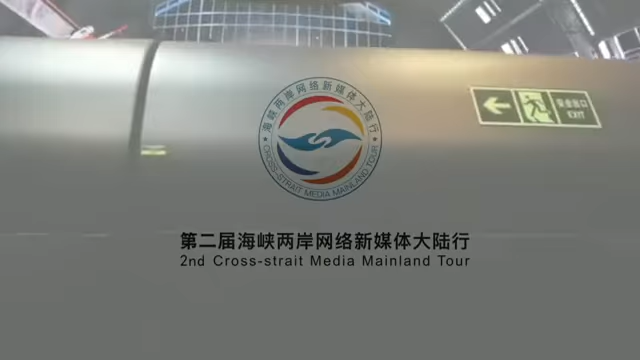 海峡两岸网络新媒体大陆行
CROSS-STRAIT MEDIA MAINLAND TOUR
安全出口
EXIT
第二届海峡两岸网络新媒体大陆行
2nd Cross-strait Media Mainland Tour